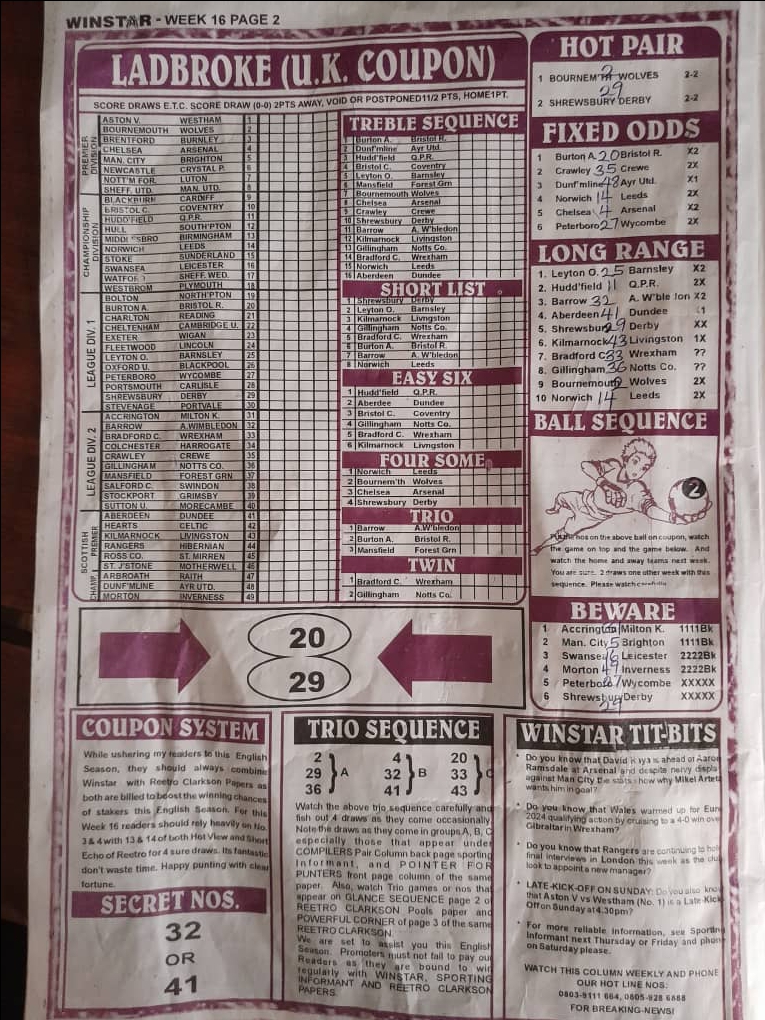 WINSTAR - WEEK 16 PAGE 2
LADBROKE (U.K. COUPON)
SCORE DRAWS E.T.C. SCORE DRAW (0-0) 2PTS AWAY, VOID OR POSTPONED11/2 PTS, HOME1PT.
PREMIER DIVISION
ASTON V. WESTHAM 1
BOURNEMOUTH WOLVES 2
BRENTFORD BURNLEY 3
CHELSEA ARSENAL 4
MAN. CITY BRIGHTON 5
NEWCASTLE CRYSTAL P. 6
NOTT'M FOR. LUTON 7
SHEFF. UTD. MAN. UTD. 8
CHAMPIONSHIP DIVISION
BLACKBURN CARDIFF 9
BRISTOL C. COVENTRY 10
HUDD'FIELD Q.P.R. 11
HULL SOUTH'PTON 12
MIDDLESBRO BIRMINGHAM 13
NORWICH LEEDS 14
STOKE SUNDERLAND 15
SWANSEA LEICESTER 16
WATFORD SHEFF. WED. 17
WESTBROM PLYMOUTH 18
LEAGUE DIV. 1
BOLTON NORTH'PTON 19
BURTON A. BRISTOL R. 20
CHARLTON READING 21
CHELTENHAM CAMBRIDGE U. 22
EXETER WIGAN 23
FLEETWOOD LINCOLN 24
LEYTON O. BARNSLEY 25
OXFORD U. BLACKPOOL 26
PETERBORO WYCOMBE 27
PORTSMOUTH CARLISLE 28
SHREWSBURY DERBY 29
STEVENAGE PORTVALE 30
LEAGUE DIV. 2
ACCRINGTON MILTON K. 31
BARROW A.WIMBLEDON 32
BRADFORD C. WREXHAM 33
COLCHESTER HARROGATE 34
CRAWLEY CREWE 35
GILLINGHAM NOTTS CO. 36
MANSFIELD FOREST GRN 37
SALFORD C. SWINDON 38
STOCKPORT GRIMSBY 39
SUTTON U. MORECAMBE 40
SCOTTISH PREMIER
ABERDEEN DUNDEE 41
HEARTS CELTIC 42
KILMARNOCK LIVINGSTON 43
RANGERS HIBERNIAN 44
ROSS CO. ST. MIRREN 45
ST. J'STONE MOTHERWELL 46
CHAMP.
ARBROATH RAITH 47
DUNF'MLINE AYR UTD. 48
MORTON INVERNESS 49
TREBLE SEQUENCE
1 Burton A. Bristol R.
2 Dunf'mline Ayr Utd.
3 Hudd'field Q.P.R.
4 Bristol C. Coventry
5 Leyton O. Barnsley
6 Mansfield Forest Grn
7 Bournemouth Wolves
8 Chelsea Arsenal
9 Crawley Crewe
10 Shrewsbury Derby
11 Barrow A. W'bledon
12 Kilmarnock Livingston
13 Gillingham Notts Co.
14 Bradford C. Wrexham
15 Norwich Leeds
16 Aberdeen Dundee
SHORT LIST
1 Shrewsbury Derby
2 Leyton O. Barnsley
3 Kilmarnock Livngston
4 Gillingham Notts Co.
5 Bradford C. Wrexham
6 Burton A. Bristol R.
7 Barrow A. W'bledon
8 Norwich Leeds
EASY SIX
1 Hudd'field Q.P.R.
2 Aberdee Dundee
3 Bristol C. Coventry
4 Gillingham Notts Co.
5 Bradford C. Wrexham
6 Kilmarnock Livngston
FOUR SOME
1 Norwich Leeds
2 Bournem'th Wolves
3 Chelsea Arsenal
4 Shrewsbury Derby
TRIO
1 Barrow A.W'bledon
2 Burton A. Bristol R.
3 Mansfield Forest Grn
TWIN
1 Bradford C. Wrexham
2 Gillingham Notts Co.
HOT PAIR
1 BOURNEM'TH 2 WOLVES 2-2
29
2 SHREWSBURY DERBY 2-2
FIXED ODDS
1 Burton A. 20 Bristol R. X2
2 Crawley 35 Crewe 2X
3 Dunf'mline 48 Ayr Utd. X1
4 Norwich 14 Leeds 2X
5 Chelsea 4 Arsenal X2
6 Peterboro 27 Wycombe 2X
LONG RANGE
1. Leyton O. 25 Barnsley X2
2. Hudd'field 11 Q.P.R. 2X
3. Barrow 32 A. W'ble don X2
4. Aberdeen 41 Dundee 1
5. Shrewsbury 29 Derby XX
6. Kilmarnock 43 Livingston 1X
7. Bradford C 33 Wrexham ??
8. Gillingham 36 Notts Co. ??
9 Bournemouth 2 Wolves 2X
10 Norwich 14 Leeds 2X
BALL SEQUENCE
2
nos on the above ball on coupon, watch
the game on top and the game below. And
watch the home and away teams next week.
You are sure. 2 draws one other week with this
sequence. Please watch carefully
BEWARE
1 Accrington Milton K. 1111Bk
2 Man. City 5 Brighton 1111Bk
3 Swansea 16 Leicester 2222Bk
4 Morton 49 Inverness 2222Bk
5 Peterboro 27 Wycombe XXXXX
6 Shrewsbury Derby XXXXX
29
20
29
COUPON SYSTEM
While ushering my readers to this English
Season, they should always combine
Winstar with Reetro Clarkson Papers as
both are billed to boost the winning chances
of stakers this English Season. For this
Week 16 readers should rely heavily on No.
3 & 4 with 13 & 14 of both Hot View and Short
Echo of Reetro for 4 sure draws. Its fantastic
don't waste time. Happy punting with clear
fortune.
SECRET NOS.
32
OR
41
TRIO SEQUENCE
2 4 20
29 A 32 B 33 C
36 41 43
Watch the above trio sequence carefully and
fish out 4 draws as they come occasionally.
Note the draws as they come in groups A, B, C
especially those that appear under
COMPILERS Pair Column back page sporting
Informant, and POINTER FOR
PUNTERS front page column of the same
paper. Also, watch Trio games or nos that
appear on GLANCE SEQUENCE page 2 of
REETRO CLARKSON Pools paper and
POWERFUL CORNER of page 3 of the same
REETRO CLARKSON.
We are set to assist you this English
Season. Promoters must not fail to pay our
Readers as they are bound to win
regularly with WINSTAR, SPORTING
INFORMANT AND REETRO CLARKSON
PAPERS.
WINSTAR TIT-BITS
* Do you know that David Raya is ahead of Aaron
Ramsdale at Arsenal and despite nervy displ
against Man City the stats how why Mikel Arteta
wants him in goal?
* Do you know that Wales warmed up for Euro
2024 qualifying action by cruising to a 4-0 win over
Gibraltar in Wrexham?
* Do you know that Rangers are continuing to hold
final interviews in London this week as the club
look to appoint a new manager?
* LATE-KICK-OFF ON SUNDAY: Do you also know
that Aston V vs Westham (No. 1) is a Late-Kick-
Off on Sunday at 4.30pm?
* For more reliable information, see Sporting
Informant next Thursday or Friday and phone
on Saturday please.
WATCH THIS COLUMN WEEKLY AND PHONE
OUR HOT LINE NOS:
0803-9111 664, 0805-928 6888
FOR BREAKING-NEWS!